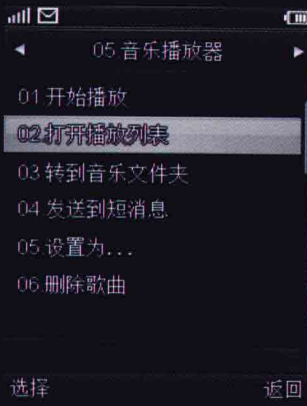 05 音乐播放器
01.开始播放
02.打开播放列表
03.转到音乐文件夹
04.发送到短消息
05.设置为...
06.删除歌曲
选择 返回